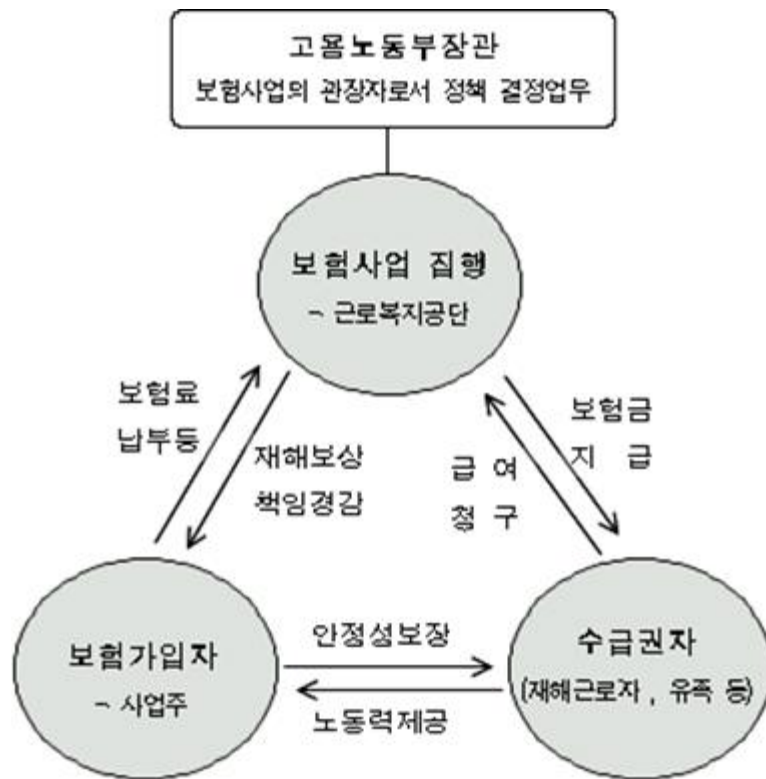 고용노동부장관
보험사업의 관장자로서 정책 결정업무
보험사업 집행
- 근로복지공단
보험료
납부등
재해보상
책임경감
급 여
청 구
보험금
지 급
보험가입자
- 사업주
안정성보장
노동력제공
수급권자
(재해근로자 , 유족 등)